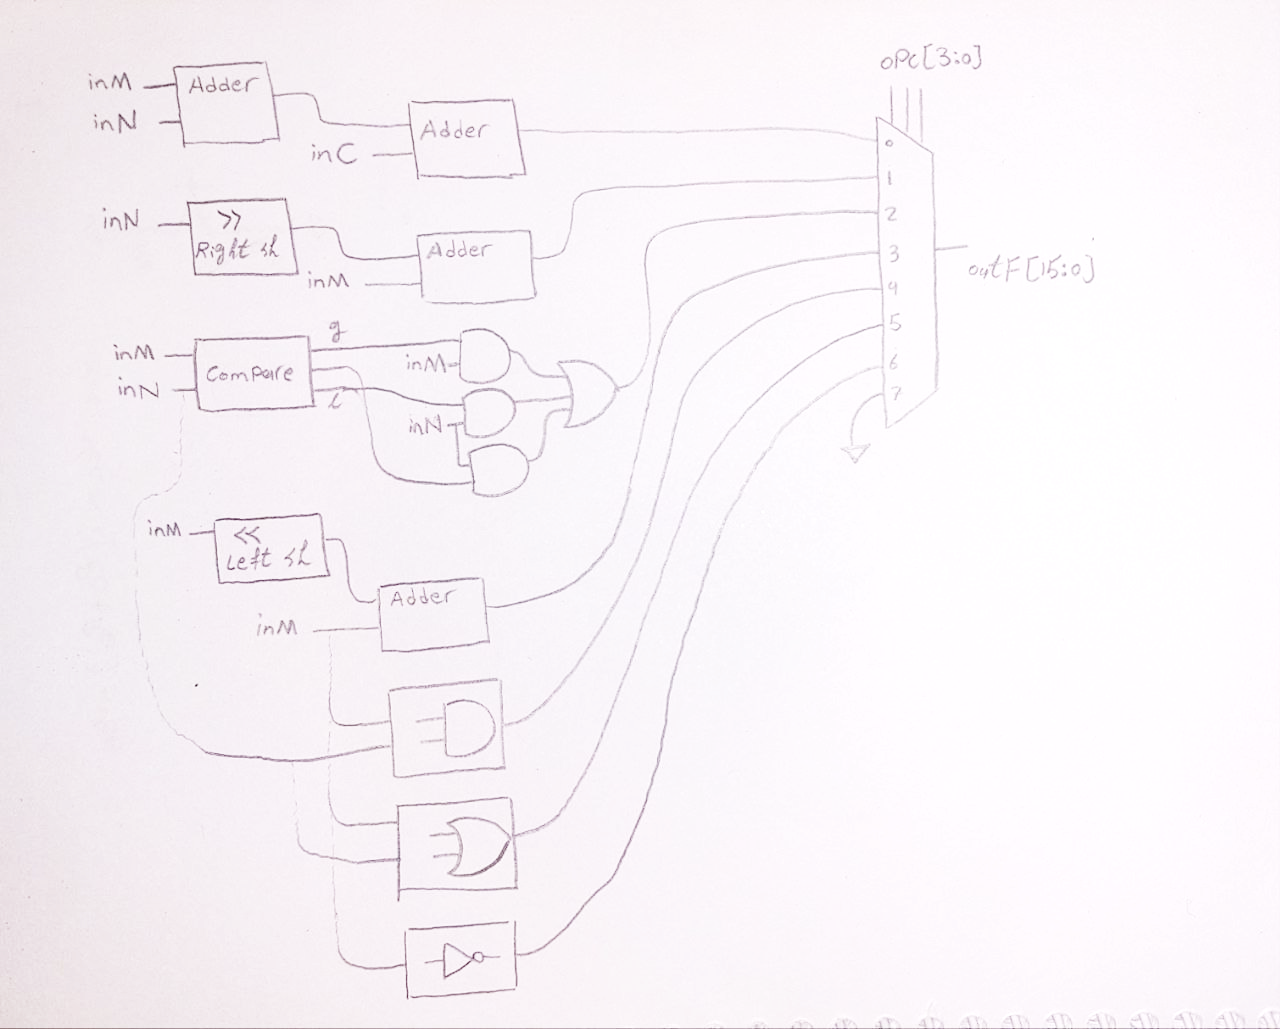 oPc[3:0]
inM
Adder
inN
Adder
inC
0
1
inN
>>
Right sh
Adder
inM
2
3
outF[15:0]
4
5
6
7
inM
inN
Compare
g
L
inM
inN
inM
<<
Left sh
Adder
inM